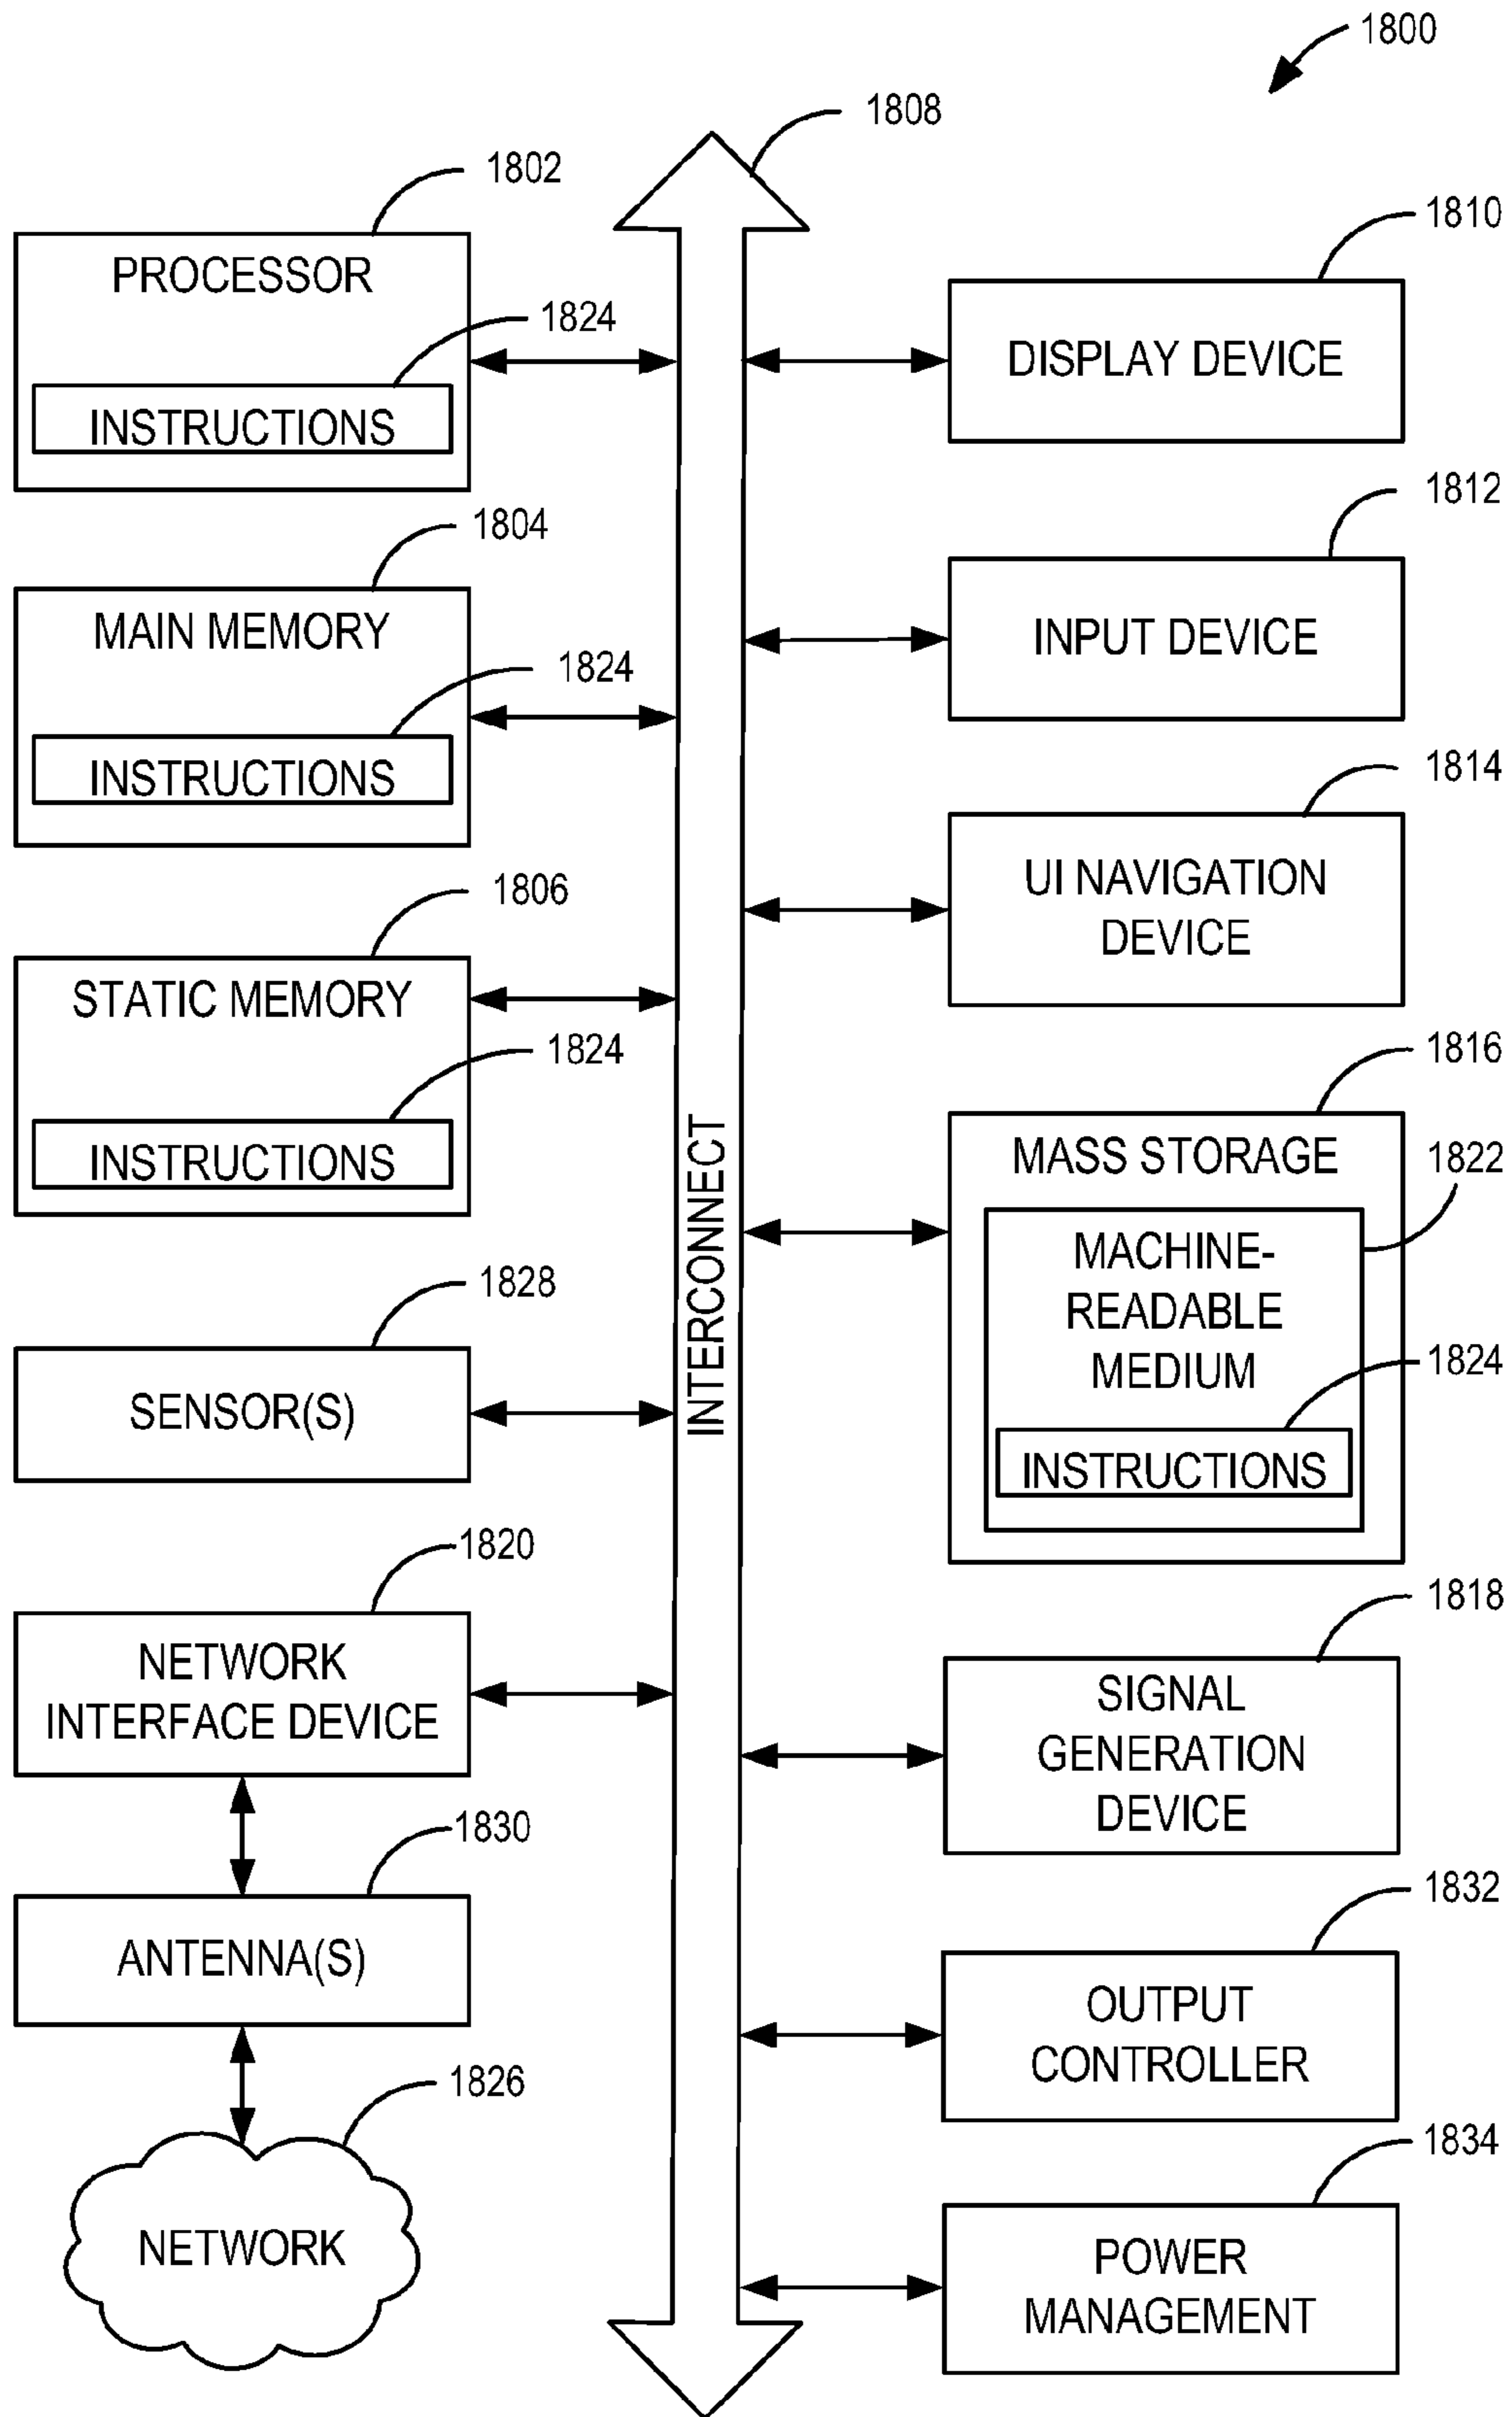 1800
1808
1802
PROCESSOR
1824
INSTRUCTIONS
1804
MAIN MEMORY
1824
INSTRUCTIONS
1806
STATIC MEMORY
1824
INSTRUCTIONS
1828
SENSOR(S)
1820
NETWORK
INTERFACE DEVICE
1830
ANTENNA(S)
1826
NETWORK
INTERCONNECT
1810
DISPLAY DEVICE
1812
INPUT DEVICE
1814
UI NAVIGATION
DEVICE
1816
MASS STORAGE
1822
MACHINE-
READABLE
MEDIUM
1824
INSTRUCTIONS
1818
SIGNAL
GENERATION
DEVICE
1832
OUTPUT
CONTROLLER
1834
POWER
MANAGEMENT